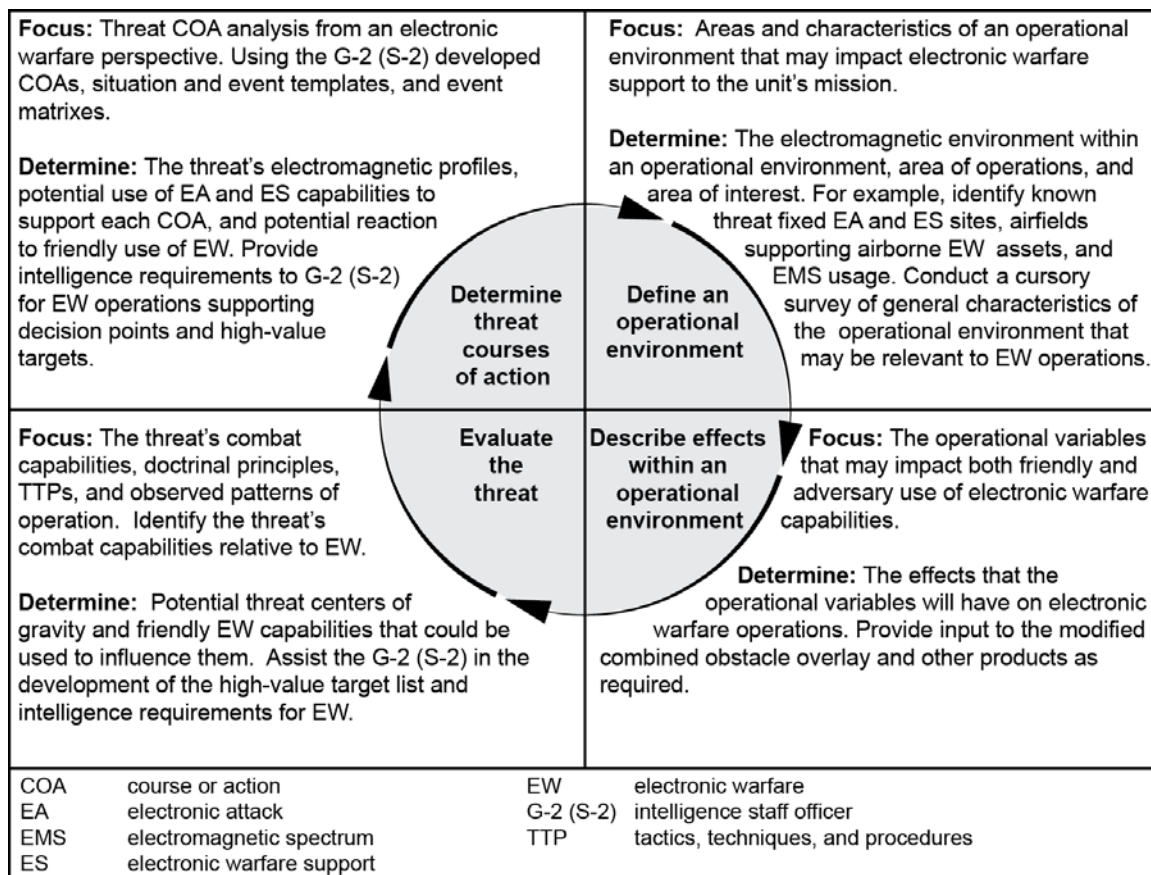 Focus: Threat COA analysis from an electronic
warfare perspective. Using the G-2 (S-2) developed
COAs, situation and event templates, and event
matrixes.
Determine: The threat's electromagnetic profiles,
potential use of EA and ES capabilities to
support each COA, and potential reaction
to friendly use of EW. Provide
intelligence requirements to G-2 (S-2)
for EW operations supporting
decision points and high-value
targets.
Determine
threat
courses
of action
Focus: Areas and characteristics of an operational
environment that may impact electronic warfare
support to the unit's mission.
Determine: The electromagnetic environment within
an operational environment, area of operations, and
area of interest. For example, identify known
threat fixed EA and ES sites, airfields
supporting airborne EW assets, and
EMS usage. Conduct a cursory
survey of general characteristics of
the operational environment that
may be relevant to EW operations.
Define an
operational
environment
Focus: The threat's combat
capabilities, doctrinal principles,
TTPs, and observed patterns of
operation. Identify the threat's
combat capabilities relative to EW.
Determine: Potential threat centers of
gravity and friendly EW capabilities that could be
used to influence them. Assist the G-2 (S-2) in the
development of the high-value target list and
intelligence requirements for EW.
Evaluate
the
threat
Describe effects
within an
operational
environment
Focus: The operational variables
that may impact both friendly and
adversary use of electronic warfare
capabilities.
Determine: The effects that the
operational variables will have on electronic
warfare operations. Provide input to the modified
combined obstacle overlay and other products as
required.
COA course or action
EA electronic attack
EMS electromagnetic spectrum
ES electronic warfare support
EW electronic warfare
G-2 (S-2) intelligence staff officer
TTP tactics, techniques, and procedures